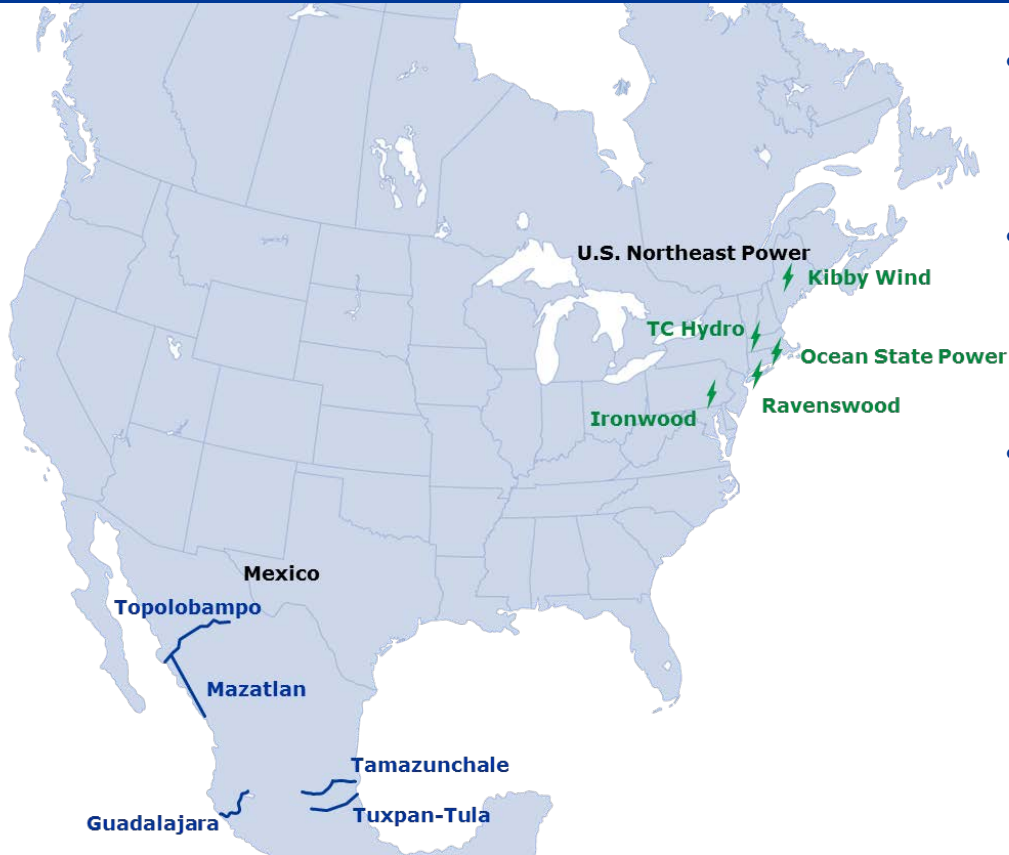 U.S. Northeast Power
Kibby Wind
TC Hydro
Ocean State Power
Ravenswood
Ironwood
Mexico
Topolobampo
Mazatlan
Tamazunchale
Tuxpan-Tula
Guadalajara